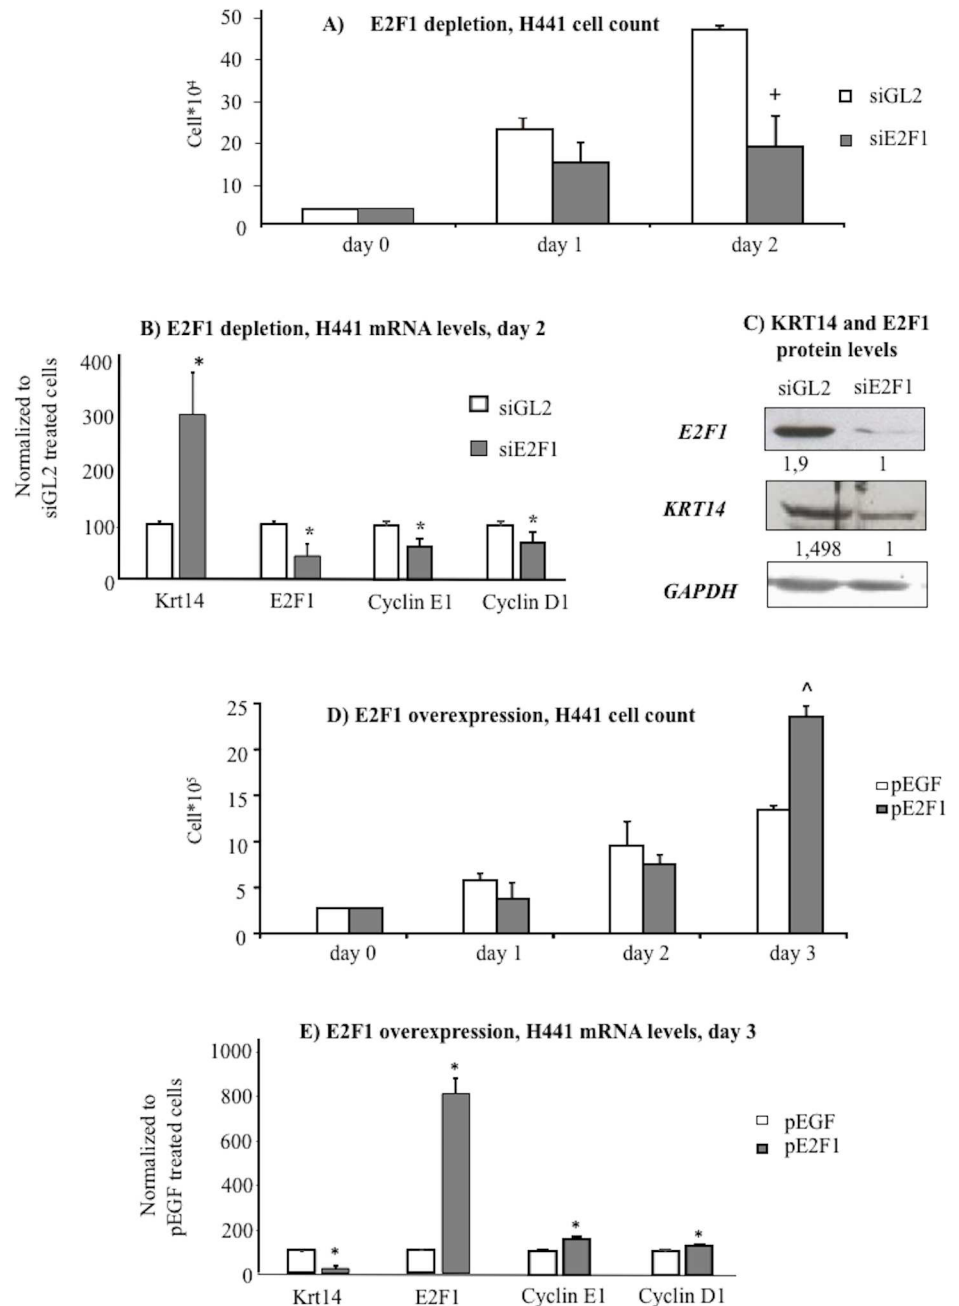 A) E2F1 depletion, H441 cell count
50
40
30
20
10
0
Cell*10⁴
+
siGL2
siE2F1
day 0 day 1 day 2
B) E2F1 depletion, H441 mRNA levels, day 2
Normalized to
siGL2 treated cells
400
300
200
100
0
*
* * *
siGL2
siE2F1
Krt14 E2F1 Cyclin E1 Cyclin D1
C) KRT14 and E2F1
protein levels
siGL2 siE2F1
E2F1
1,9 1
KRT14
1,498 1
GAPDH
D) E2F1 overexpression, H441 cell count
25
20
15
10
5
0
Cell*10⁵
^
pEGF
pE2F1
day 0 day 1 day 2 day 3
E) E2F1 overexpression, H441 mRNA levels, day 3
Normalized to
pEGF treated cells
1000
800
600
400
200
0
* * * *
pEGF
pE2F1
Krt14 E2F1 Cyclin E1 Cyclin D1